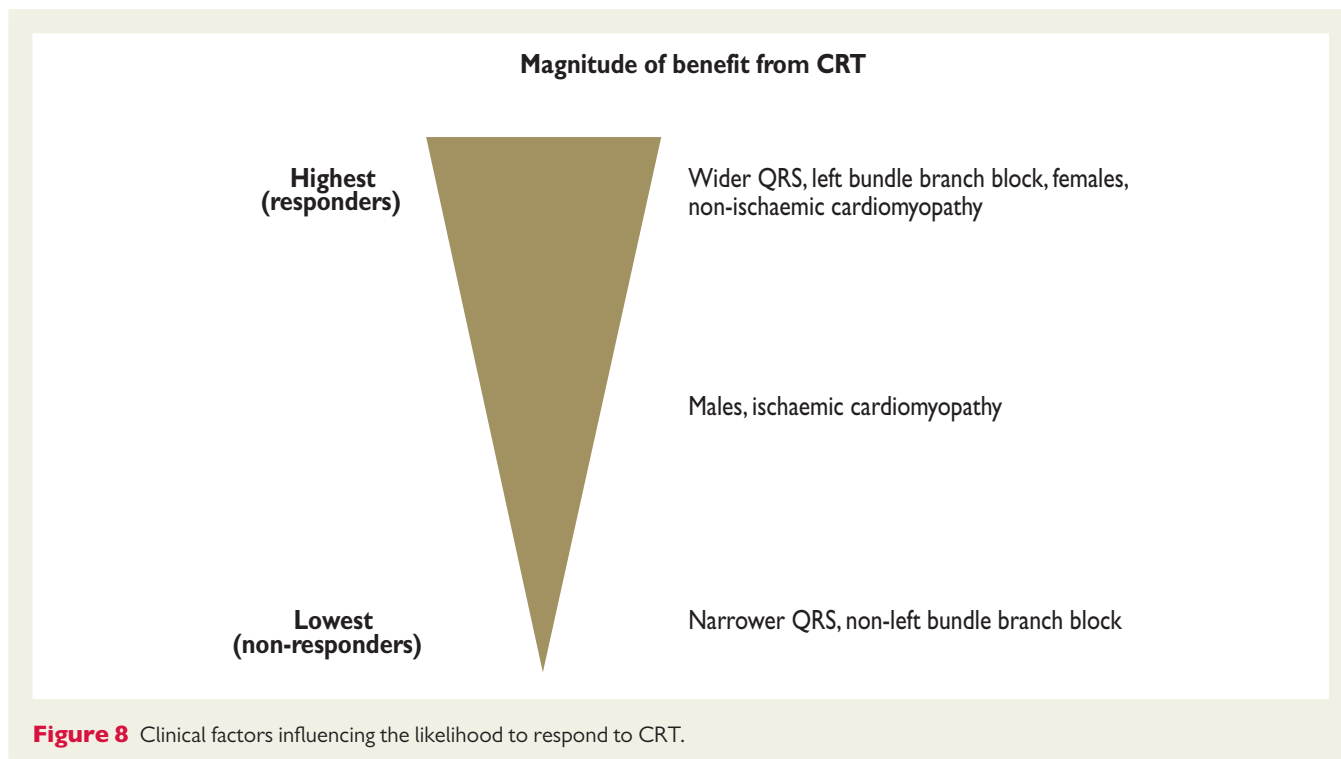 Magnitude of benefit from CRT
Highest
(responders)
Wider QRS, left bundle branch block, females,
non-ischaemic cardiomyopathy
Males, ischaemic cardiomyopathy
Lowest
(non-responders)
Narrower QRS, non-left bundle branch block
Figure 8 Clinical factors influencing the likelihood to respond to CRT.